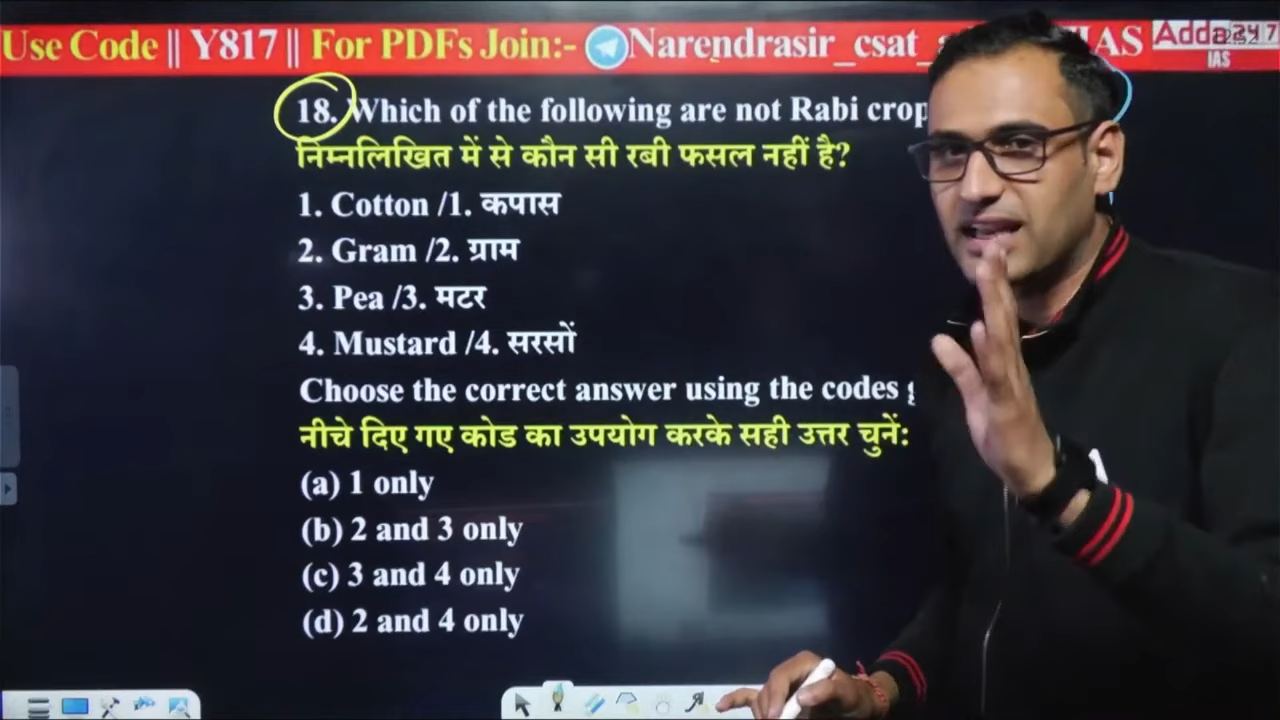 Use Code || Y817 || For PDFs Join:- Narendrasir_csat_ IAS Adda247
IAS
18. Which of the following are not Rabi crop
निम्नलिखित में से कौन सी रबी फसल नहीं है?
1. Cotton /1. कपास
2. Gram /2. ग्राम
3. Pea /3. मटर
4. Mustard /4. सरसों
Choose the correct answer using the codes
नीचे दिए गए कोड का उपयोग करके सही उत्तर चुनें:
(a) 1 only
(b) 2 and 3 only
(c) 3 and 4 only
(d) 2 and 4 only